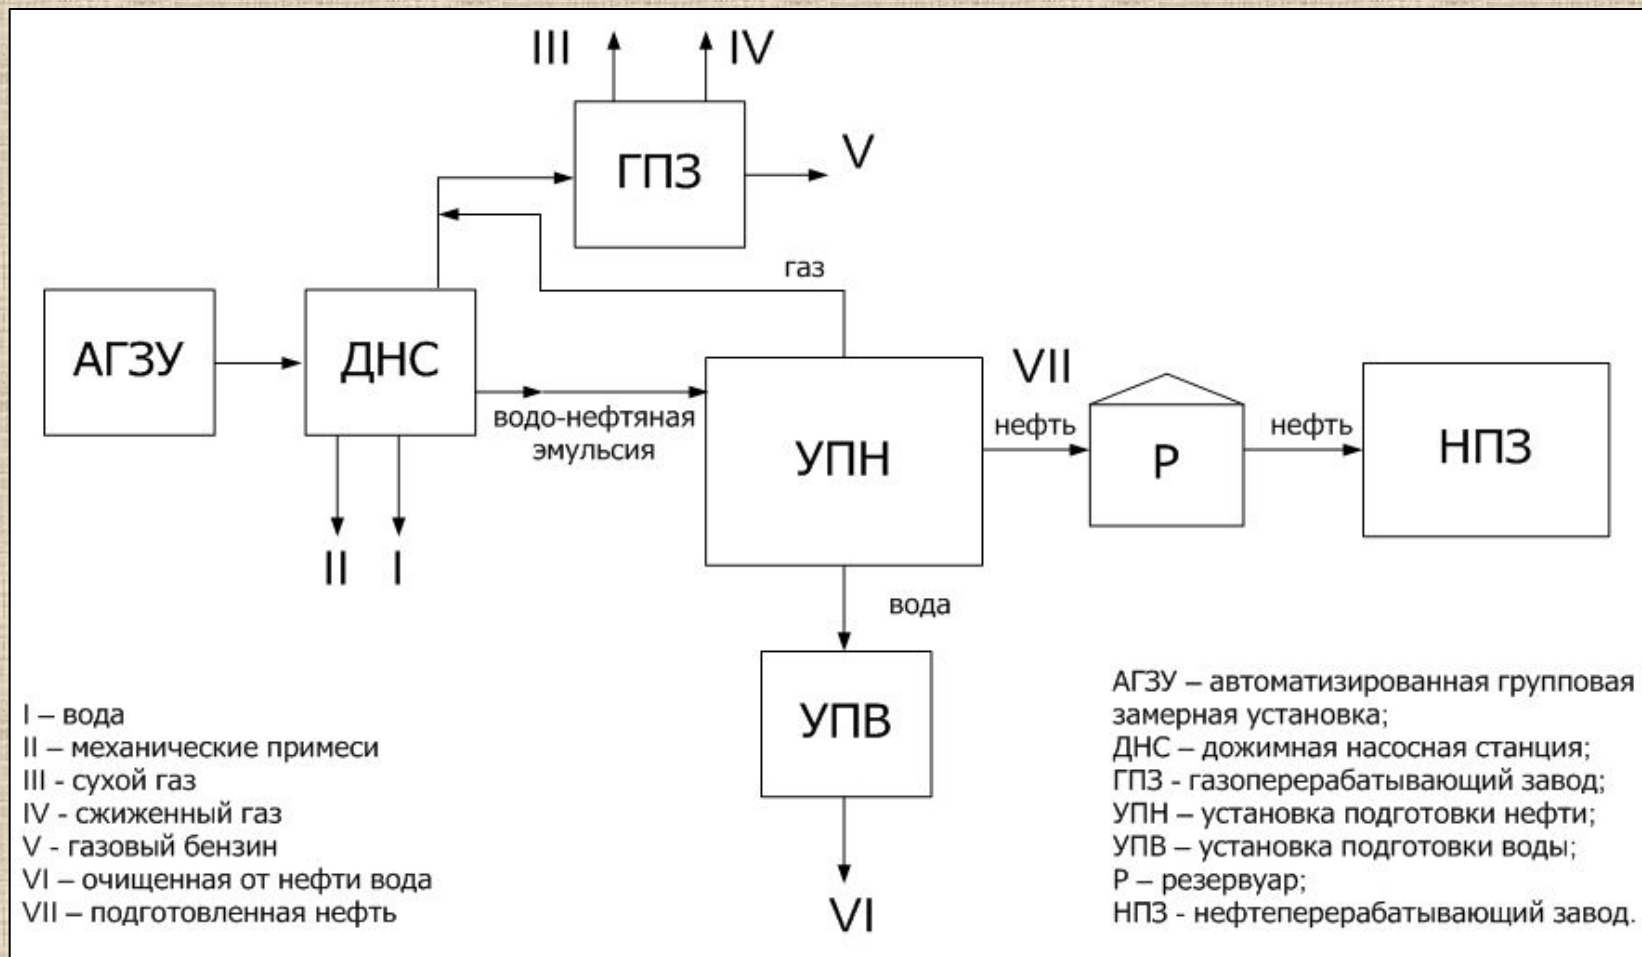 III
IV
ГПЗ
V
газ
АГЗУ
ДНС
водо-нефтяная
эмульсия
УПН
VII
нефть
Р
нефть
НПЗ
II
I
вода
УПВ
VI
I – вода
II – механические примеси
III - сухой газ
IV - сжиженный газ
V - газовый бензин
VI – очищенная от нефти вода
VII – подготовленная нефть
АГЗУ – автоматизированная групповая
замерная установка;
ДНС – дожимная насосная станция;
ГПЗ - газоперерабатывающий завод;
УПН – установка подготовки нефти;
УПВ – установка подготовки воды;
Р – резервуар;
НПЗ - нефтеперерабатывающий завод.